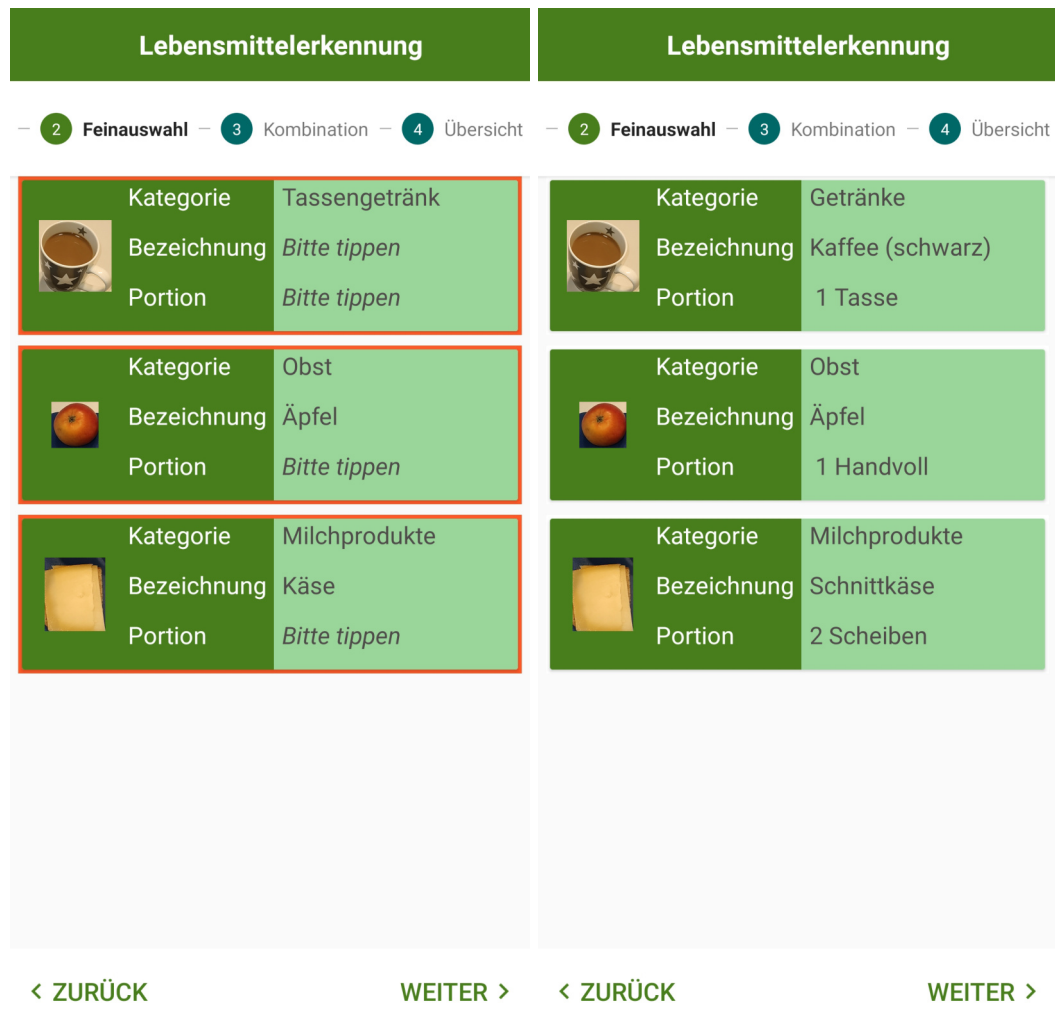 Lebensmittelerkennung
2 Feinauswahl 3 Kombination 4 Übersicht
Kategorie Tassengetränk
Bezeichnung Bitte tippen
Portion Bitte tippen
Kategorie Obst
Bezeichnung Äpfel
Portion Bitte tippen
Kategorie Milchprodukte
Bezeichnung Käse
Portion Bitte tippen
< ZURÜCK WEITER >
Lebensmittelerkennung
2 Feinauswahl 3 Kombination 4 Übersicht
Kategorie Getränke
Bezeichnung Kaffee (schwarz)
Portion 1 Tasse
Kategorie Obst
Bezeichnung Äpfel
Portion 1 Handvoll
Kategorie Milchprodukte
Bezeichnung Schnittkäse
Portion 2 Scheiben
< ZURÜCK WEITER >